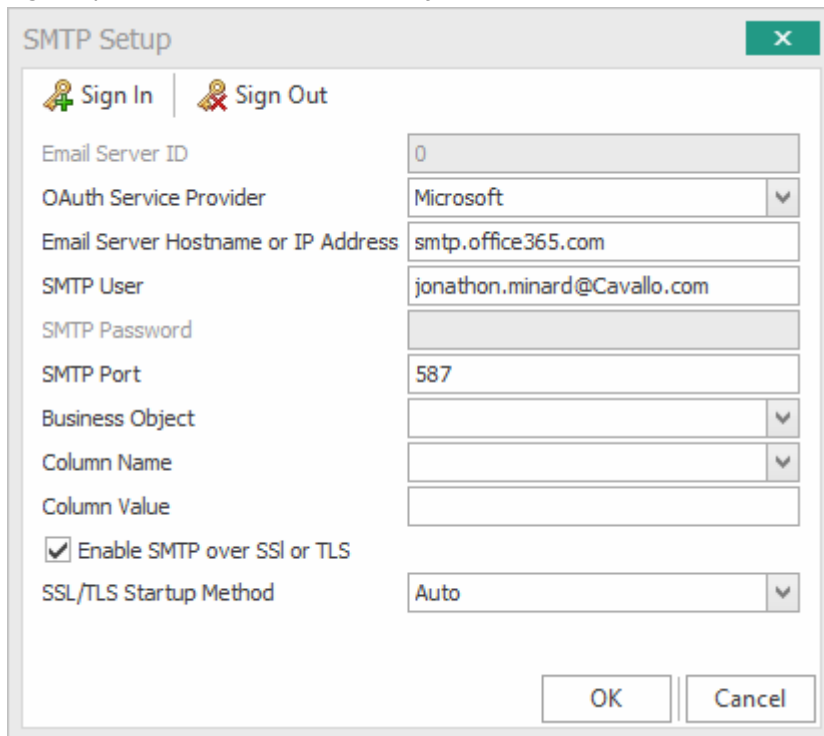 SMTP Setup
Sign In Sign Out
Email Server ID 0
OAuth Service Provider Microsoft
Email Server Hostname or IP Address smtp.office365.com
SMTP User jonathon.minard@Cavallo.com
SMTP Password
SMTP Port 587
Business Object
Column Name
Column Value
Enable SMTP over SSl or TLS
SSL/TLS Startup Method Auto
OK Cancel